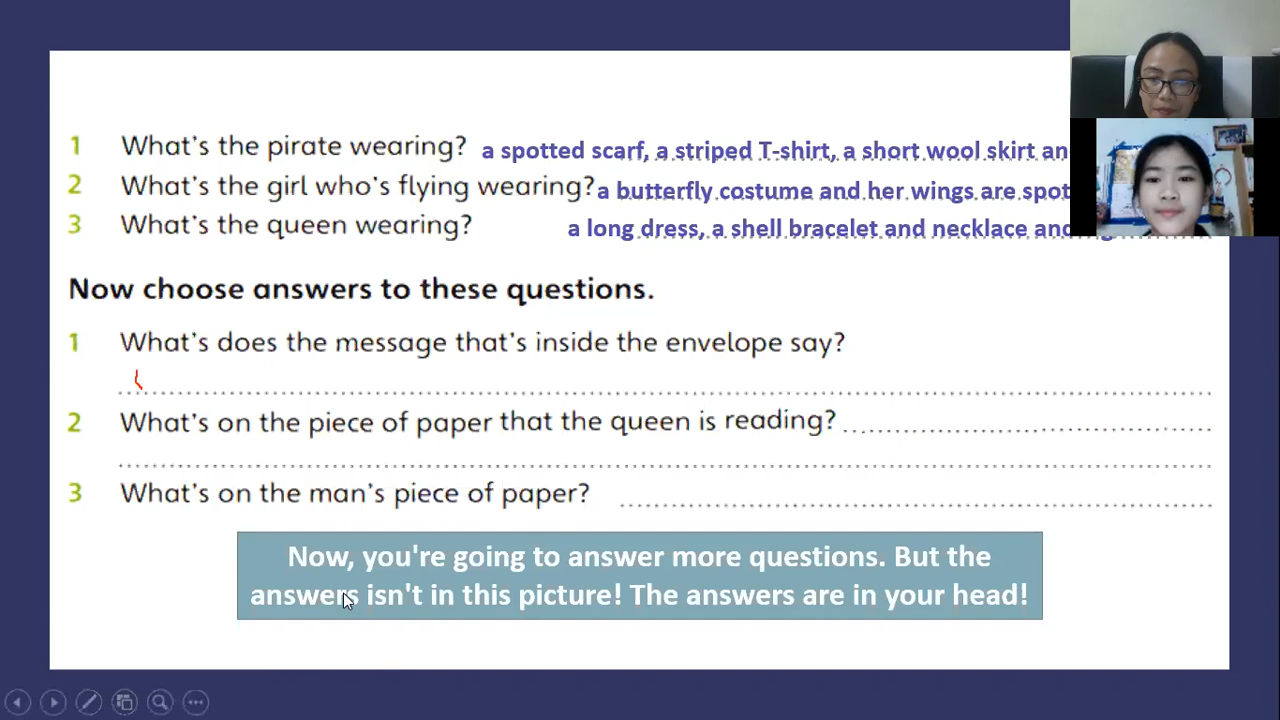 1 What's the pirate wearing? a spotted scarf, a striped T-shirt, a short wool skirt
2 What's the girl who's flying wearing? a butterfly costume and her wings are
3 What's the queen wearing? a long dress, a shell bracelet and necklace
Now choose answers to these questions.
1 What's does the message that's inside the envelope say?
2 What's on the piece of paper that the queen is reading?
3 What's on the man's piece of paper?
Now, you're going to answer more questions. But the
answers isn't in this picture! The answers are in your head!